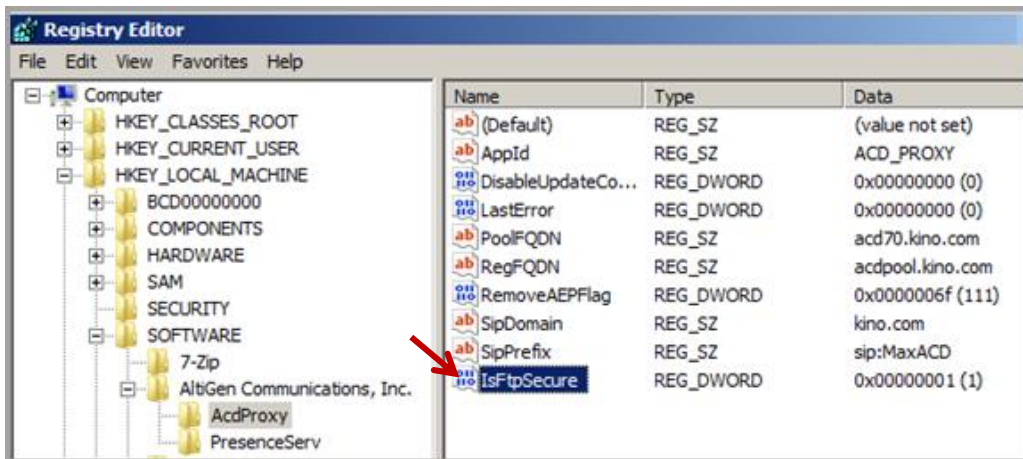 Registry Editor
File Edit View Favorites Help
Computer
HKEY_CLASSES_ROOT
HKEY_CURRENT_USER
HKEY_LOCAL_MACHINE
BCD00000000
COMPONENTS
HARDWARE
SAM
SECURITY
SOFTWARE
7-Zip
AltiGen Communications, Inc.
AcdProxy
PresenceServ
Name Type Data
(Default) REG_SZ (value not set)
AppId REG_SZ ACD_PROXY
DisableUpdateCo... REG_DWORD 0x00000000 (0)
LastError REG_DWORD 0x00000000 (0)
PoolFQDN REG_SZ acd70.kino.com
RegFQDN REG_SZ acdpool.kino.com
RemoveAEPFlag REG_DWORD 0x0000006f (111)
SipDomain REG_SZ kino.com
SipPrefix REG_SZ sip:MaxACD
IsFtpSecure REG_DWORD 0x00000001 (1)